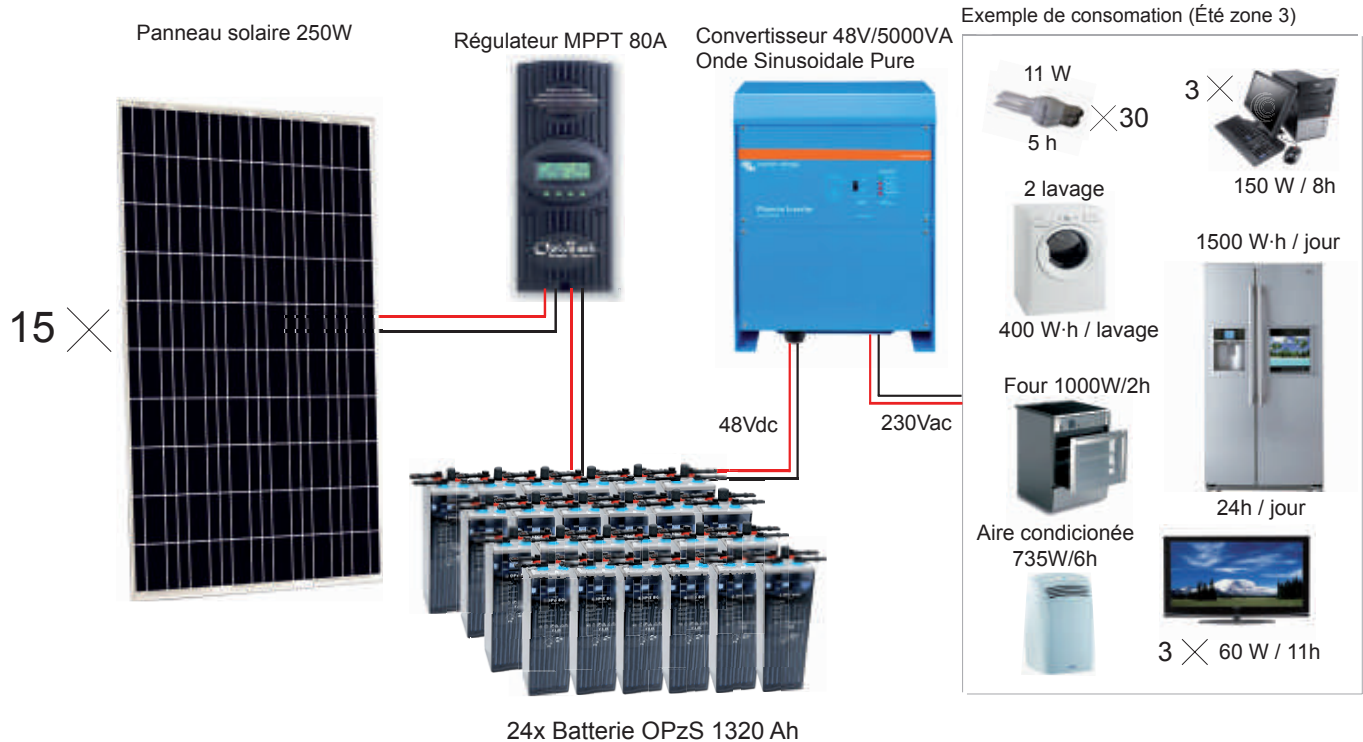 Exemple de consomation (Été zone 3)
Panneau solaire 250W
Régulateur MPPT 80A
Convertisseur 48V/5000VA
Onde Sinusoidale Pure
11 W
×30
5 h
3 ×
150 W / 8h
2 lavage
400 W·h / lavage
1500 W·h / jour
24h / jour
15 ×
Four 1000W/2h
48Vdc
230Vac
Aire condicionée
735W/6h
3 × 60 W / 11h
24x Batterie OPzS 1320 Ah